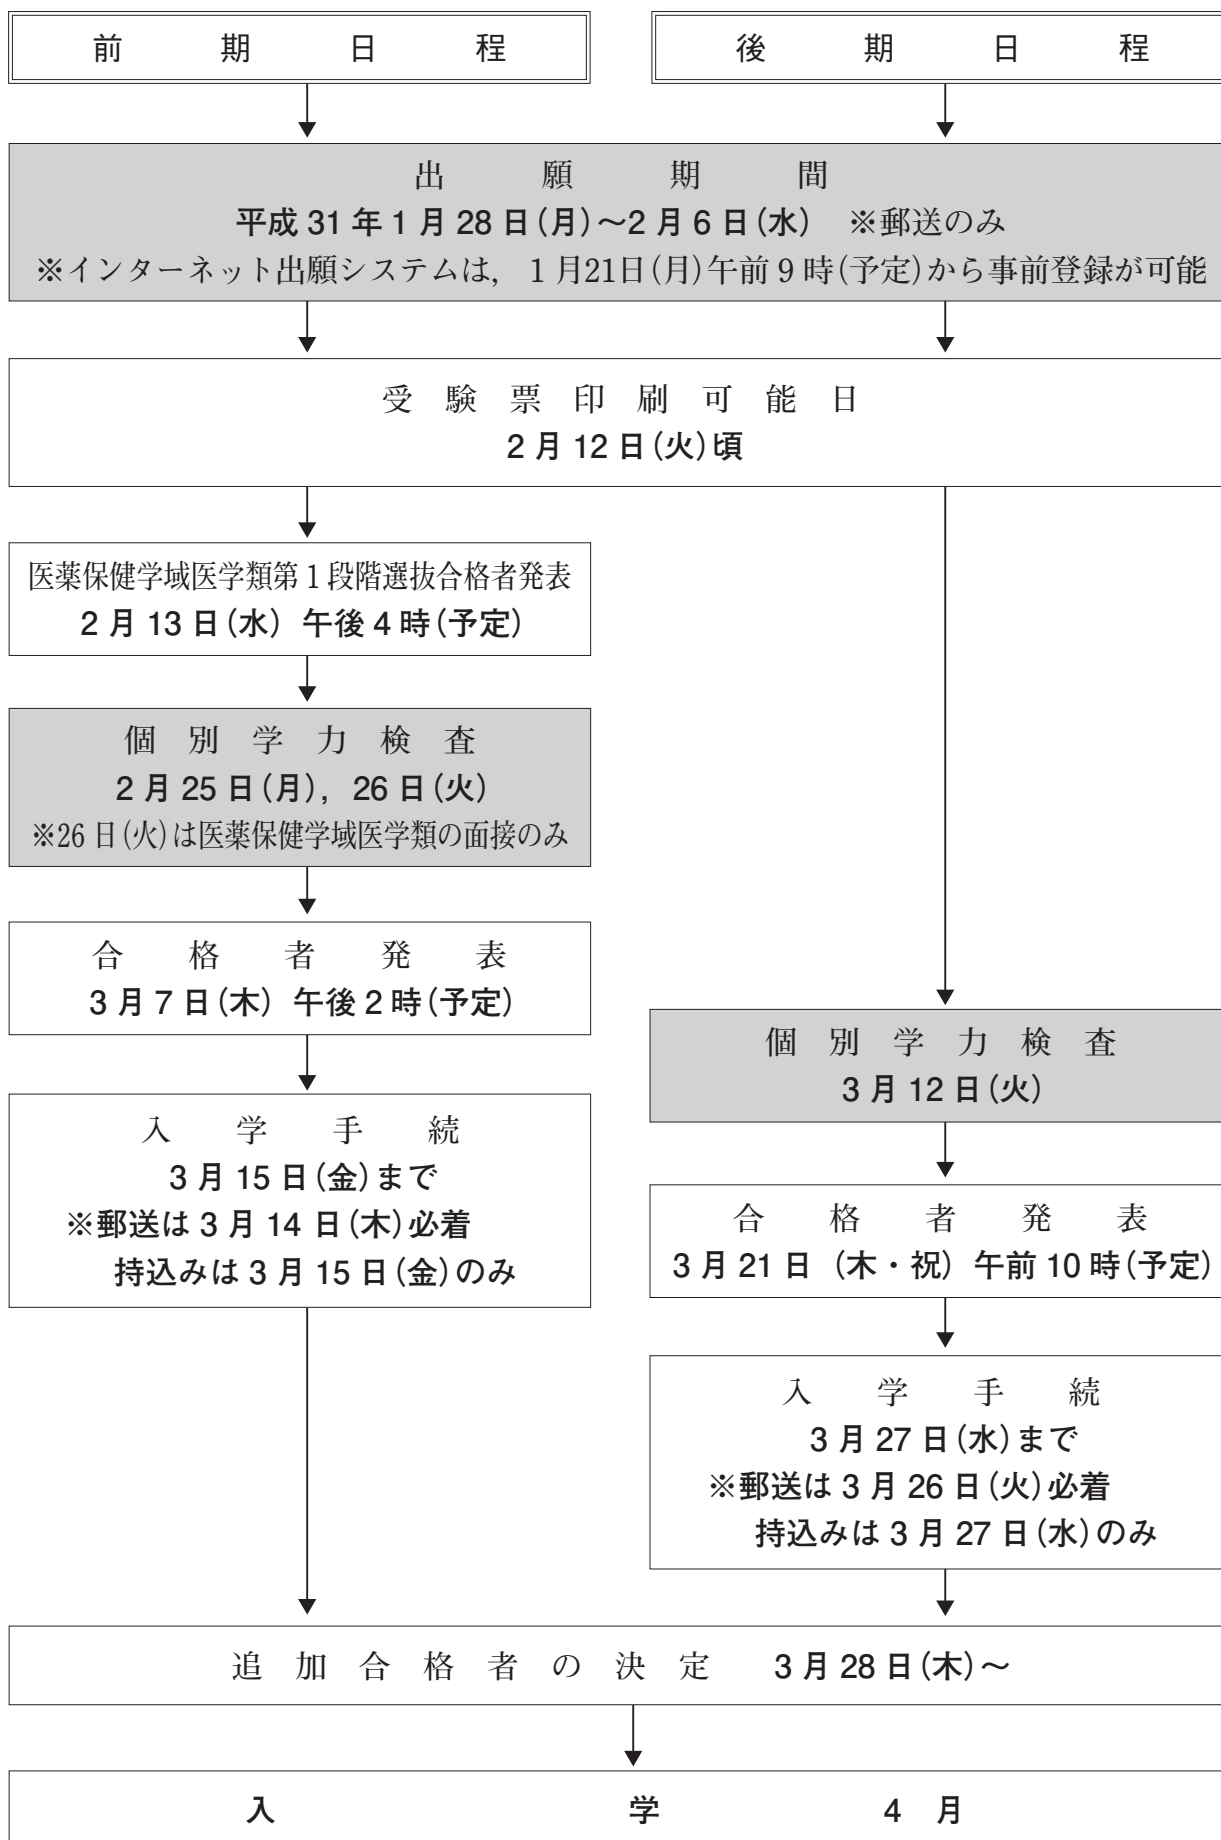 前期日程
後期日程
出願期間
平成31年1月28日(月)～2月6日(水) ※郵送のみ
※インターネット出願システムは，1月21日(月)午前9時(予定)から事前登録が可能
受験票印刷可能日
2月12日(火)頃
医薬保健学域医学類第1段階選抜合格者発表
2月13日(水) 午後4時(予定)
個別学力検査
2月25日(月)，26日(火)
※26日(火)は医薬保健学域医学類の面接のみ
合格者発表
3月7日(木) 午後2時(予定)
入学手続
3月15日(金)まで
※郵送は3月14日(木)必着
持込みは3月15日(金)のみ
個別学力検査
3月12日(火)
合格者発表
3月21日(木・祝)午前10時(予定)
入学手続
3月27日(水)まで
※郵送は3月26日(火)必着
持込みは3月27日(水)のみ
追加合格者の決定 3月28日(木)～
入学 4月